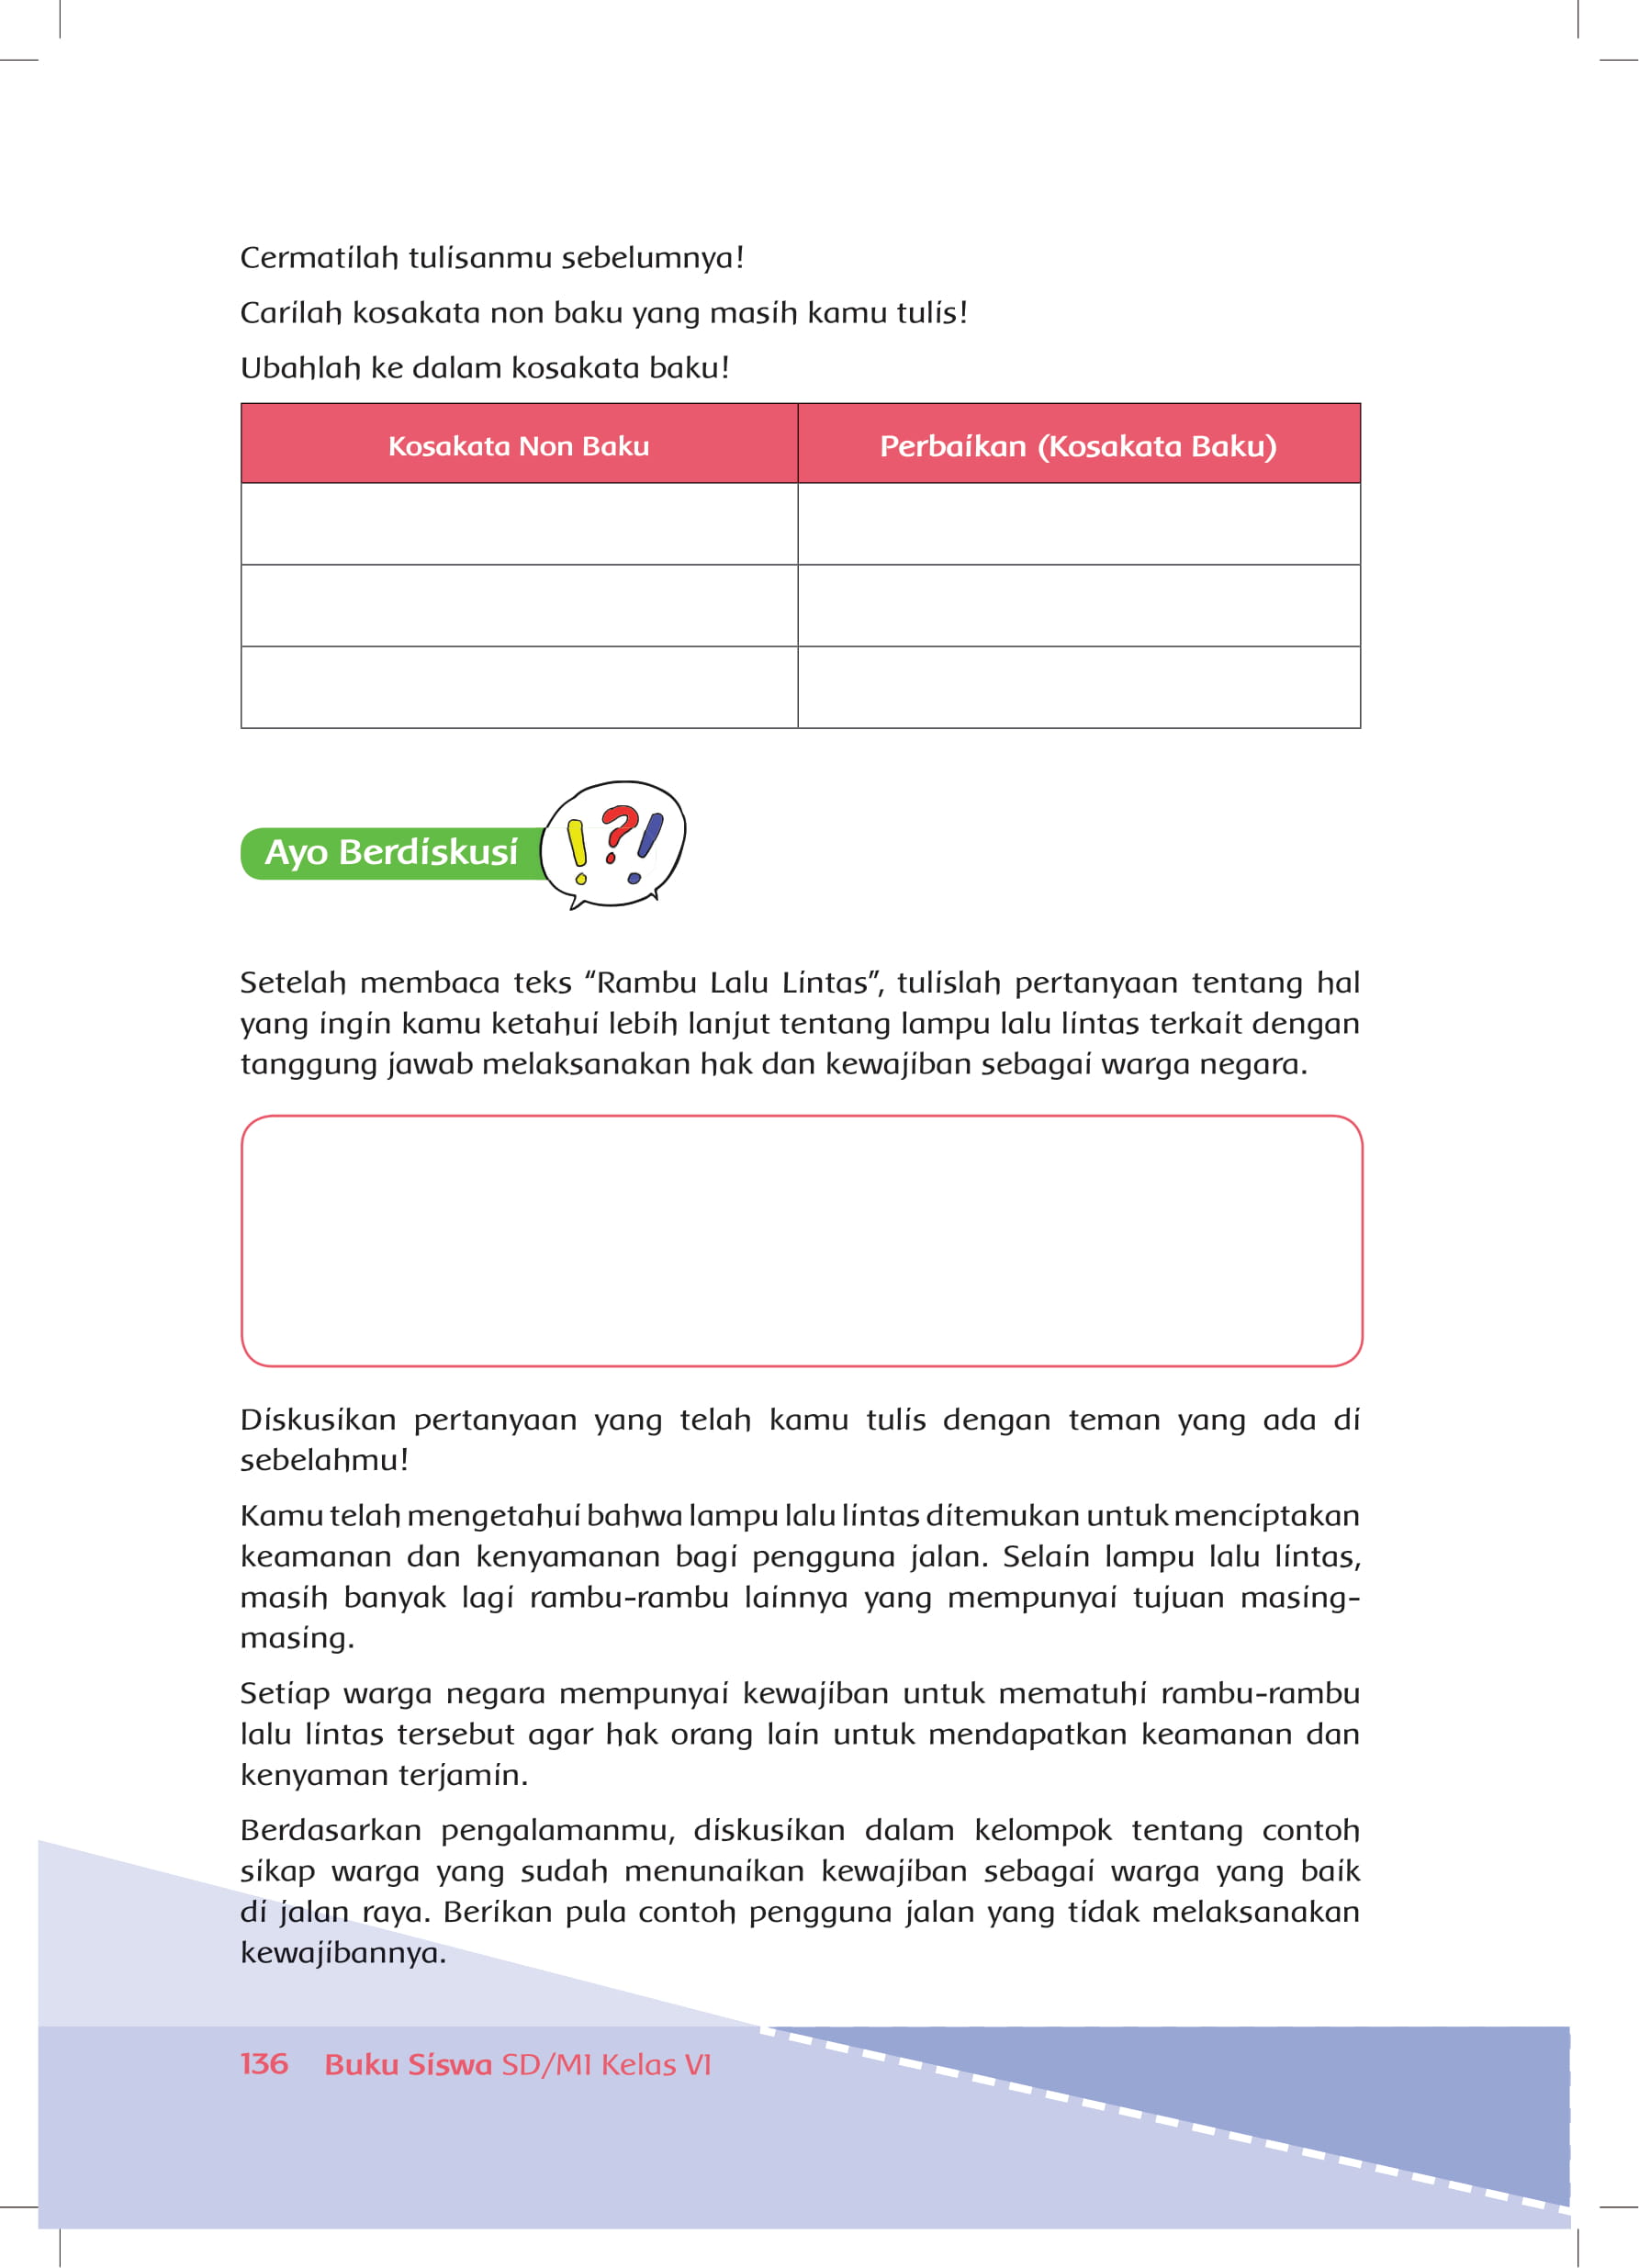 Cermatilah tulisanmu sebelumnya!
Carilah kosakata non baku yang masih kamu tulis!
Ubahlah ke dalam kosakata baku!
Kosakata Non Baku
Perbaikan (Kosakata Baku)
Ayo Berdiskusi
Setelah membaca teks “Rambu Lalu Lintas”, tulislah pertanyaan tentang hal
yang ingin kamu ketahui lebih lanjut tentang lampu lalu lintas terkait dengan
tanggung jawab melaksanakan hak dan kewajiban sebagai warga negara.
Diskusikan pertanyaan yang telah kamu tulis dengan teman yang ada di
sebelahmu!
Kamu telah mengetahui bahwa lampu lalu lintas ditemukan untuk menciptakan
keamanan dan kenyamanan bagi pengguna jalan. Selain lampu lalu lintas,
masih banyak lagi rambu-rambu lainnya yang mempunyai tujuan masing-
masing.
Setiap warga negara mempunyai kewajiban untuk mematuhi rambu-rambu
lalu lintas tersebut agar hak orang lain untuk mendapatkan keamanan dan
kenyaman terjamin.
Berdasarkan pengalamanmu, diskusikan dalam kelompok tentang contoh
sikap warga yang sudah menunaikan kewajiban sebagai warga yang baik
di jalan raya. Berikan pula contoh pengguna jalan yang tidak melaksanakan
kewajibannya.
136 Buku Siswa SD/MI Kelas VI